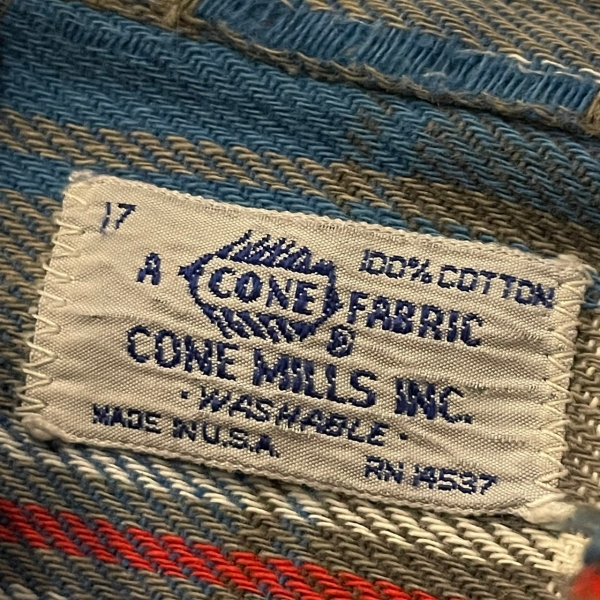 17
100% COTTON
A CONE FABRIC
®
CONE MILLS INC.
· WASHABLE ·
MADE IN U.S.A.
RN 14537